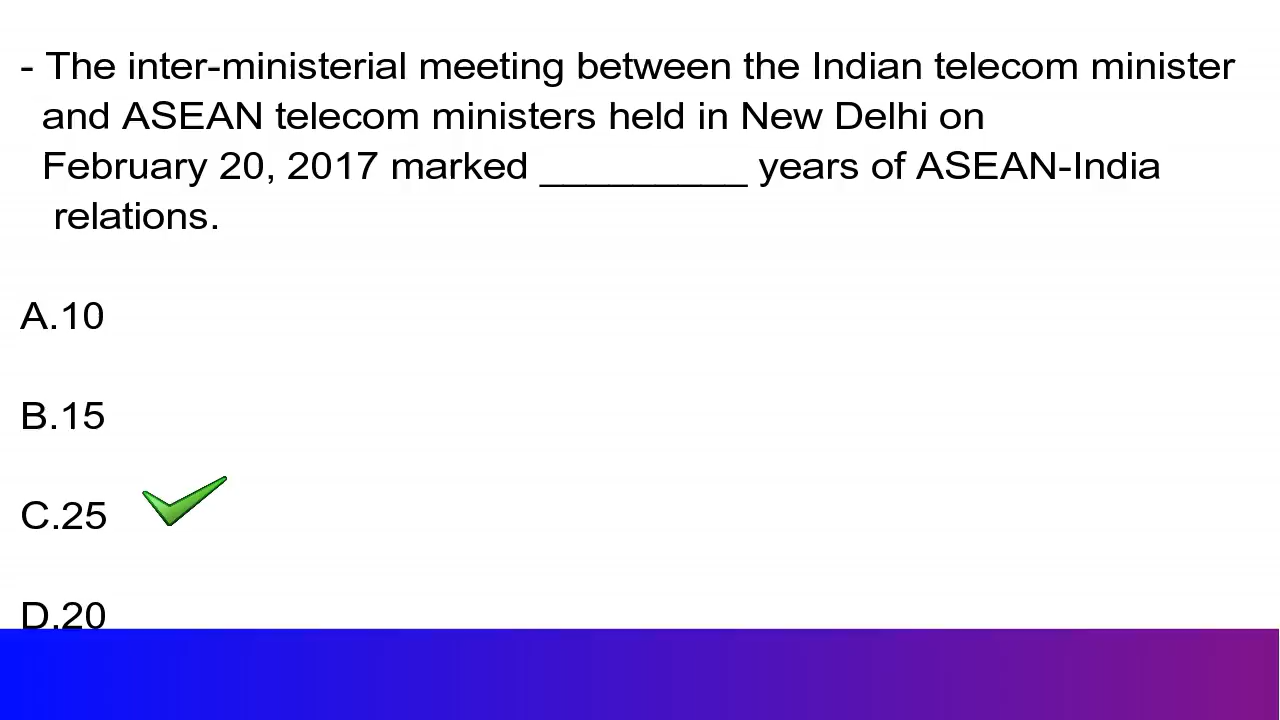 - The inter-ministerial meeting between the Indian telecom minister
and ASEAN telecom ministers held in New Delhi on
February 20, 2017 marked _________ years of ASEAN-India
relations.
A.10
B.15
C.25
D.20